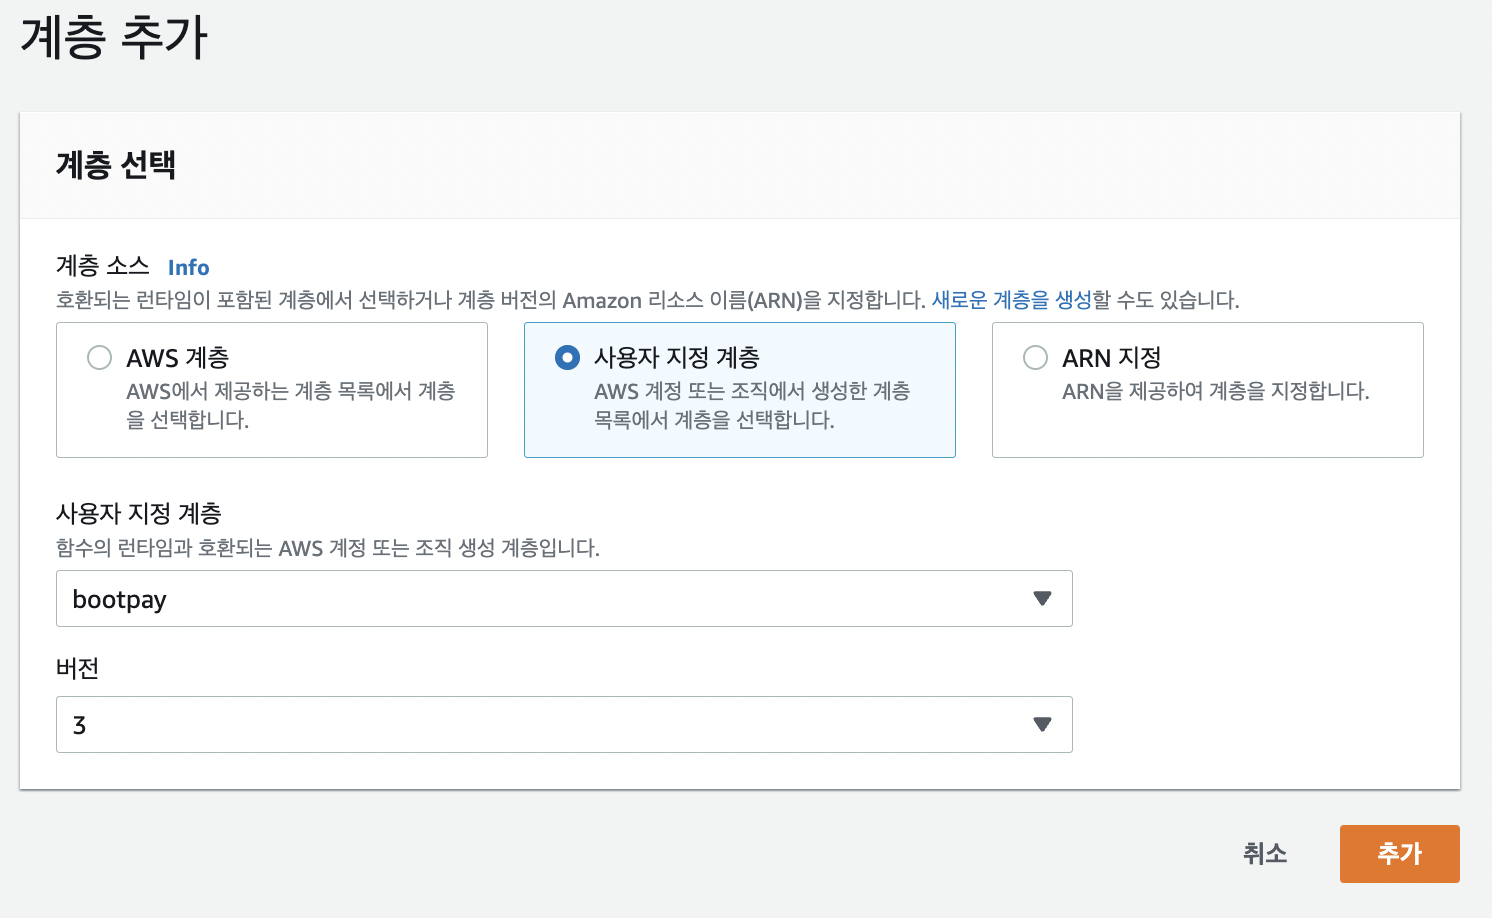 계층 추가
계층 선택
계층 소스 Info
호환되는 런타임이 포함된 계층에서 선택하거나 계층 버전의 Amazon 리소스 이름(ARN)을 지정합니다. 새로운 계층을 생성할 수도 있습니다.
AWS 계층
AWS에서 제공하는 계층 목록에서 계층
을 선택합니다.
사용자 지정 계층
AWS 계정 또는 조직에서 생성한 계층
목록에서 계층을 선택합니다.
ARN 지정
ARN을 제공하여 계층을 지정합니다.
사용자 지정 계층
함수의 런타임과 호환되는 AWS 계정 또는 조직 생성 계층입니다.
bootpay
버전
3
취소
추가